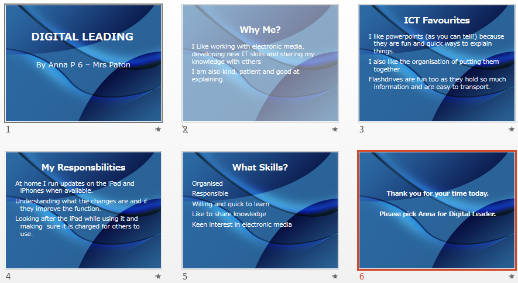 DIGITAL LEADING
By Anna P 6 – Mrs Paton
1
Why Me?
I Like working with electronic media,
developing new IT skills and sharing my
knowledge with others
I am also kind, patient and good at
explaining.
2
ICT Favourites
I like powerpoints (as you can tell!) because
they are fun and quick ways to explain
things.
I also like the organisation of putting them
together.
Flashdrives are fun too as they hold so much
information and are easy to transport.
3
My Responsbilities
At home I run updates on the iPad and
iPhones when available.
Understanding what the changes are and if
they improve the function.
Looking after the iPad while using it and
making sure it is charged for others to
use.
4
What Skills?
Organised
Responsible
Willing and quick to learn
Like to share knowledge
Keen interest in electronic media
5
Thank you for your time today.
Please pick Anna for Digital Leader.
6